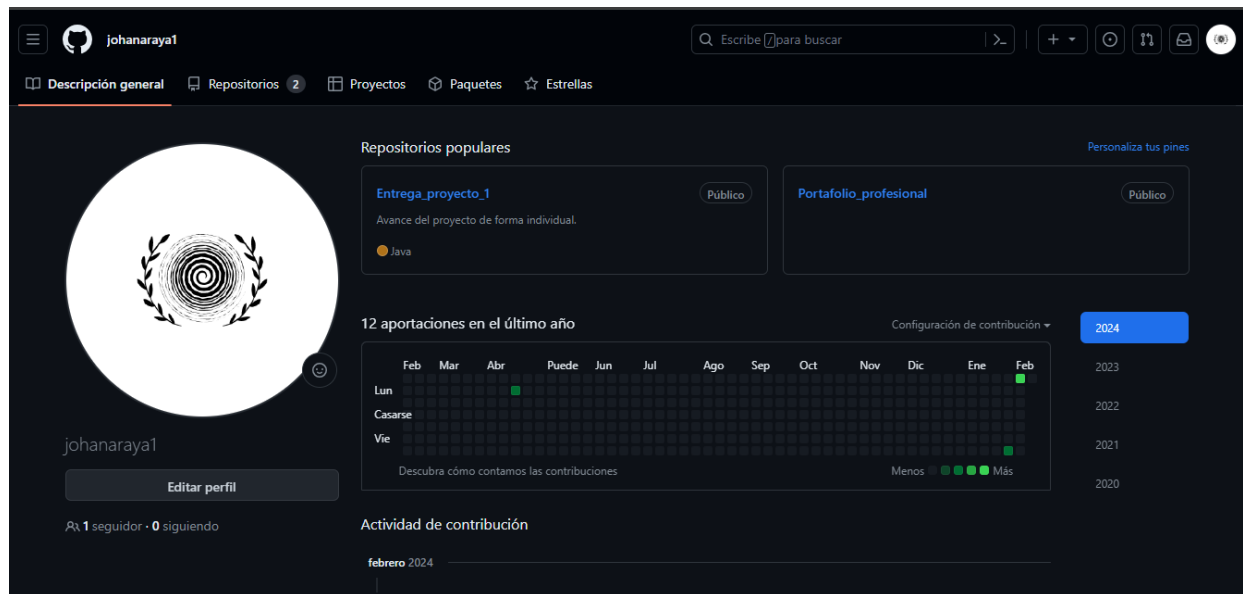 johanaraya1
Escribe / para buscar
Descripción general
Repositorios 2
Proyectos
Paquetes
Estrellas
Repositorios populares
Personaliza tus pines
Entrega_proyecto_1
Público
Avance del proyecto de forma individual.
Java
Portafolio_profesional
Público
12 aportaciones en el último año
Configuración de contribución
Feb Mar Abr Puede Jun Jul Ago Sep Oct Nov Dic Ene Feb
Lun
Casarse
Vie
Descubra cómo contamos las contribuciones
Menos
Más
2024
2023
2022
2021
2020
johanaraya1
Editar perfil
1 seguidor · 0 siguiendo
Actividad de contribución
febrero 2024